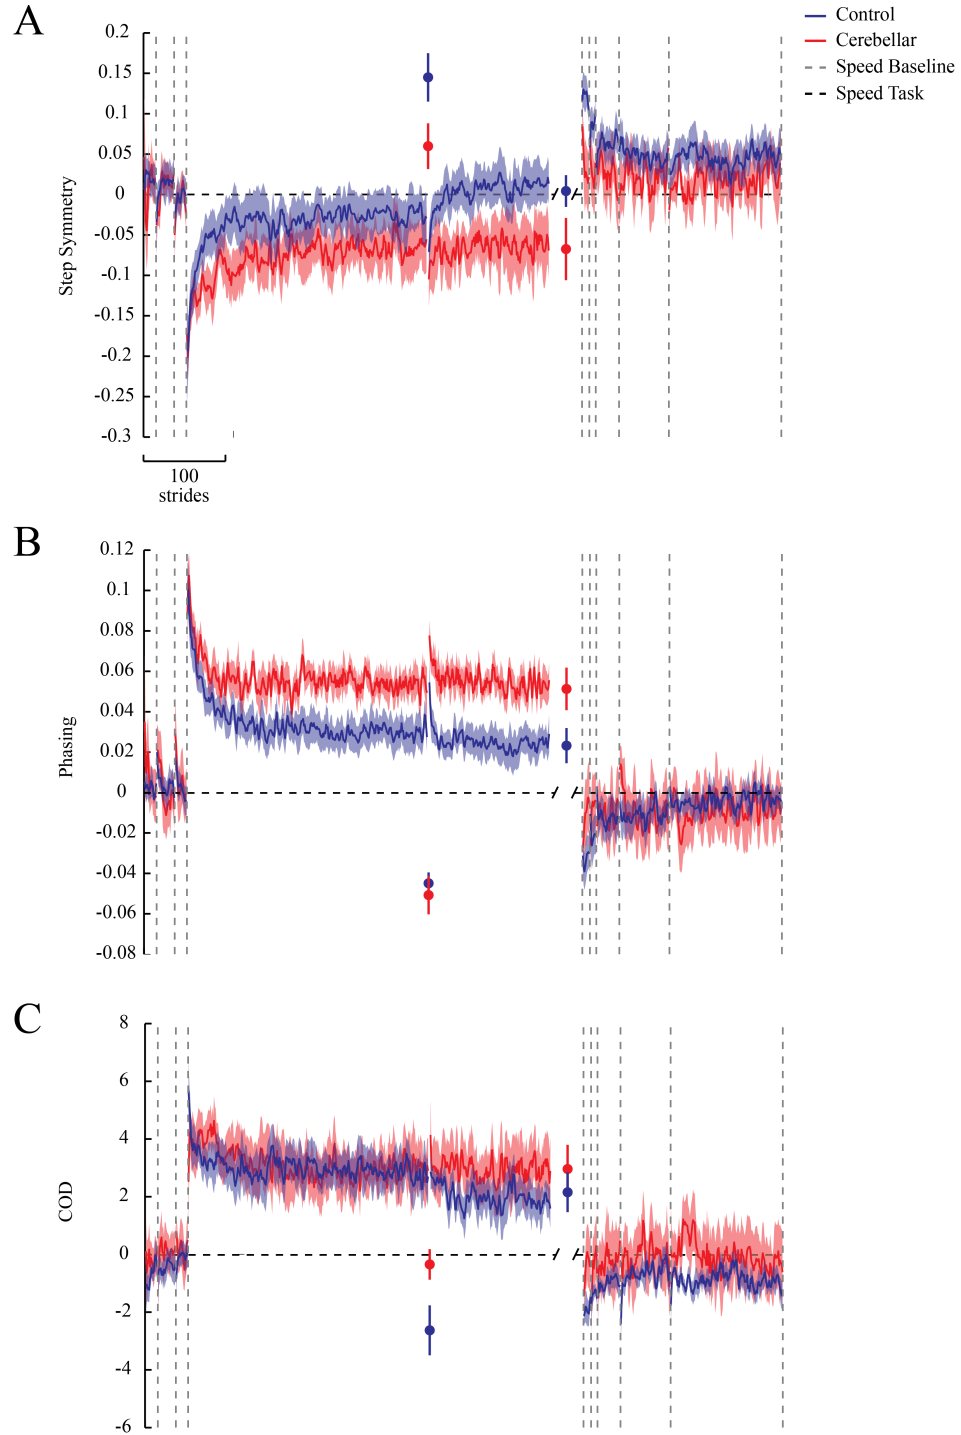 A
Control
Cerebellar
Speed Baseline
Speed Task
0.2
0.15
0.1
0.05
0
-0.05
-0.1
-0.15
-0.2
-0.25
-0.3
Step Symmetry
100
strides
B
0.12
0.1
0.08
0.06
0.04
0.02
0
-0.02
-0.04
-0.06
-0.08
Phasing
C
8
6
4
2
0
-2
-4
-6
COD